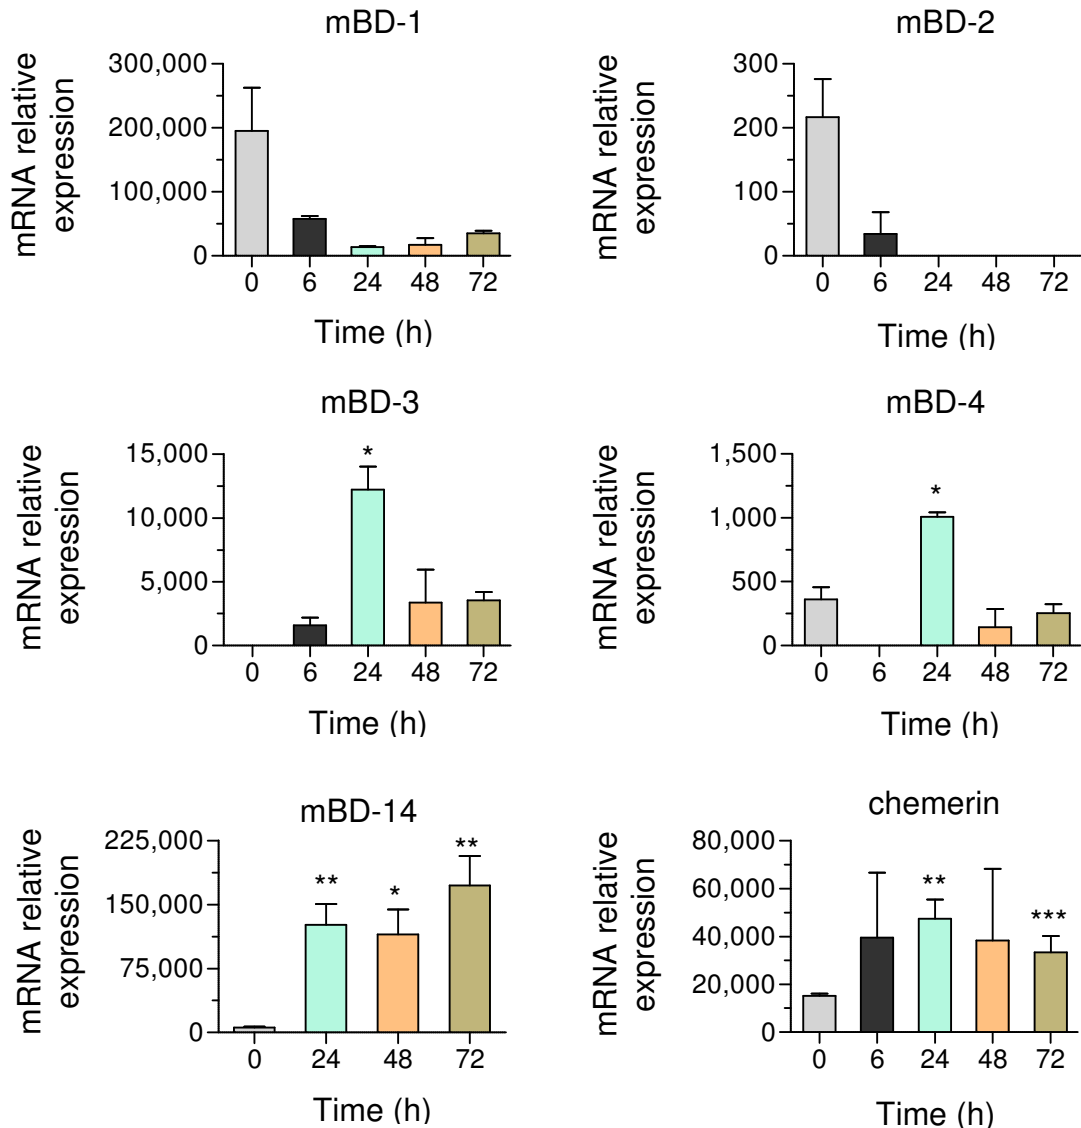 mBD-1
mRNA relative
expression
300,000
200,000
100,000
0
0 6 24 48 72
Time (h)
mBD-2
mRNA relative
expression
300
200
100
0
0 6 24 48 72
Time (h)
mBD-3
mRNA relative
expression
15,000
10,000
5,000
0
*
0 6 24 48 72
Time (h)
mBD-4
mRNA relative
expression
1,500
1,000
500
0
*
0 6 24 48 72
Time (h)
mBD-14
mRNA relative
expression
225,000
150,000
75,000
0
** * **
0 24 48 72
Time (h)
chemerin
mRNA relative
expression
80,000
60,000
40,000
20,000
0
** ***
0 6 24 48 72
Time (h)